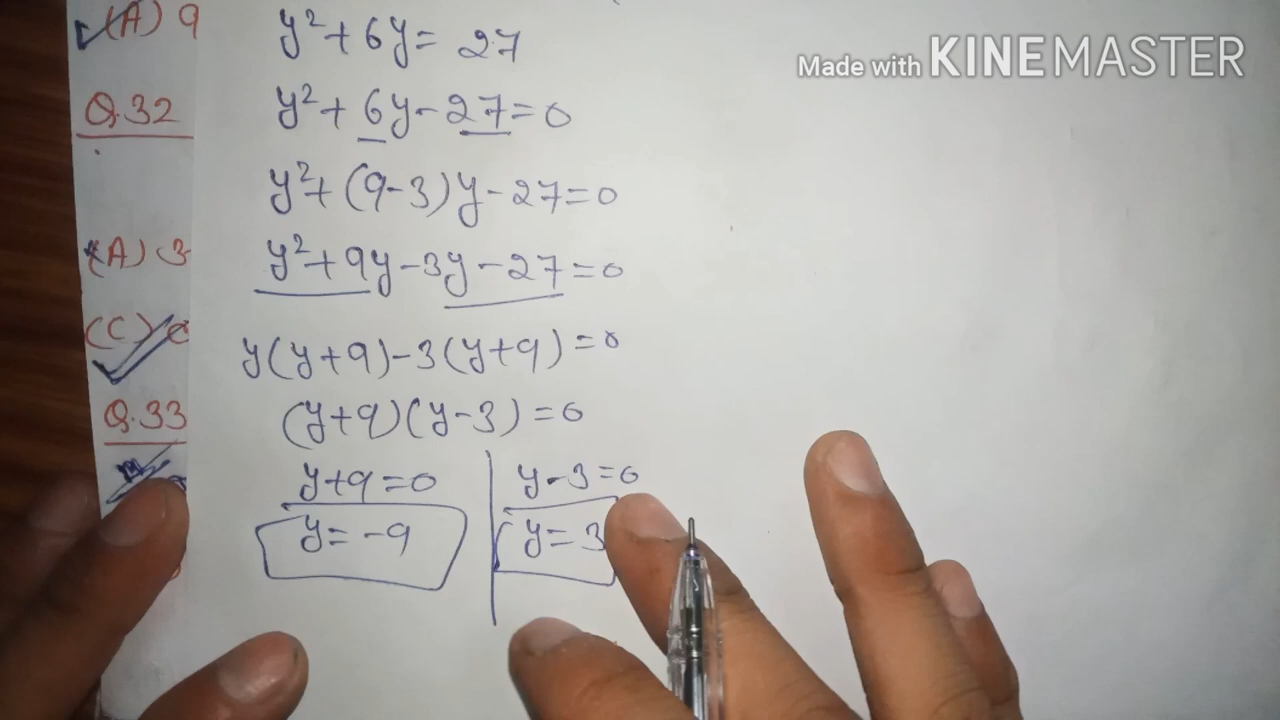 (A) 9
Q.32
(A) 3
(C)
Q.33
y²+ 6y= 27
y²+ 6y-27=0
y²+(9-3)y-27=0
y²+9y-3y-27=0
y(y+9)-3(y+9)=0
(y+9)(y-3)=0
y+9=0
y=-9
y-3=0
y=3
Made with KINEMASTER